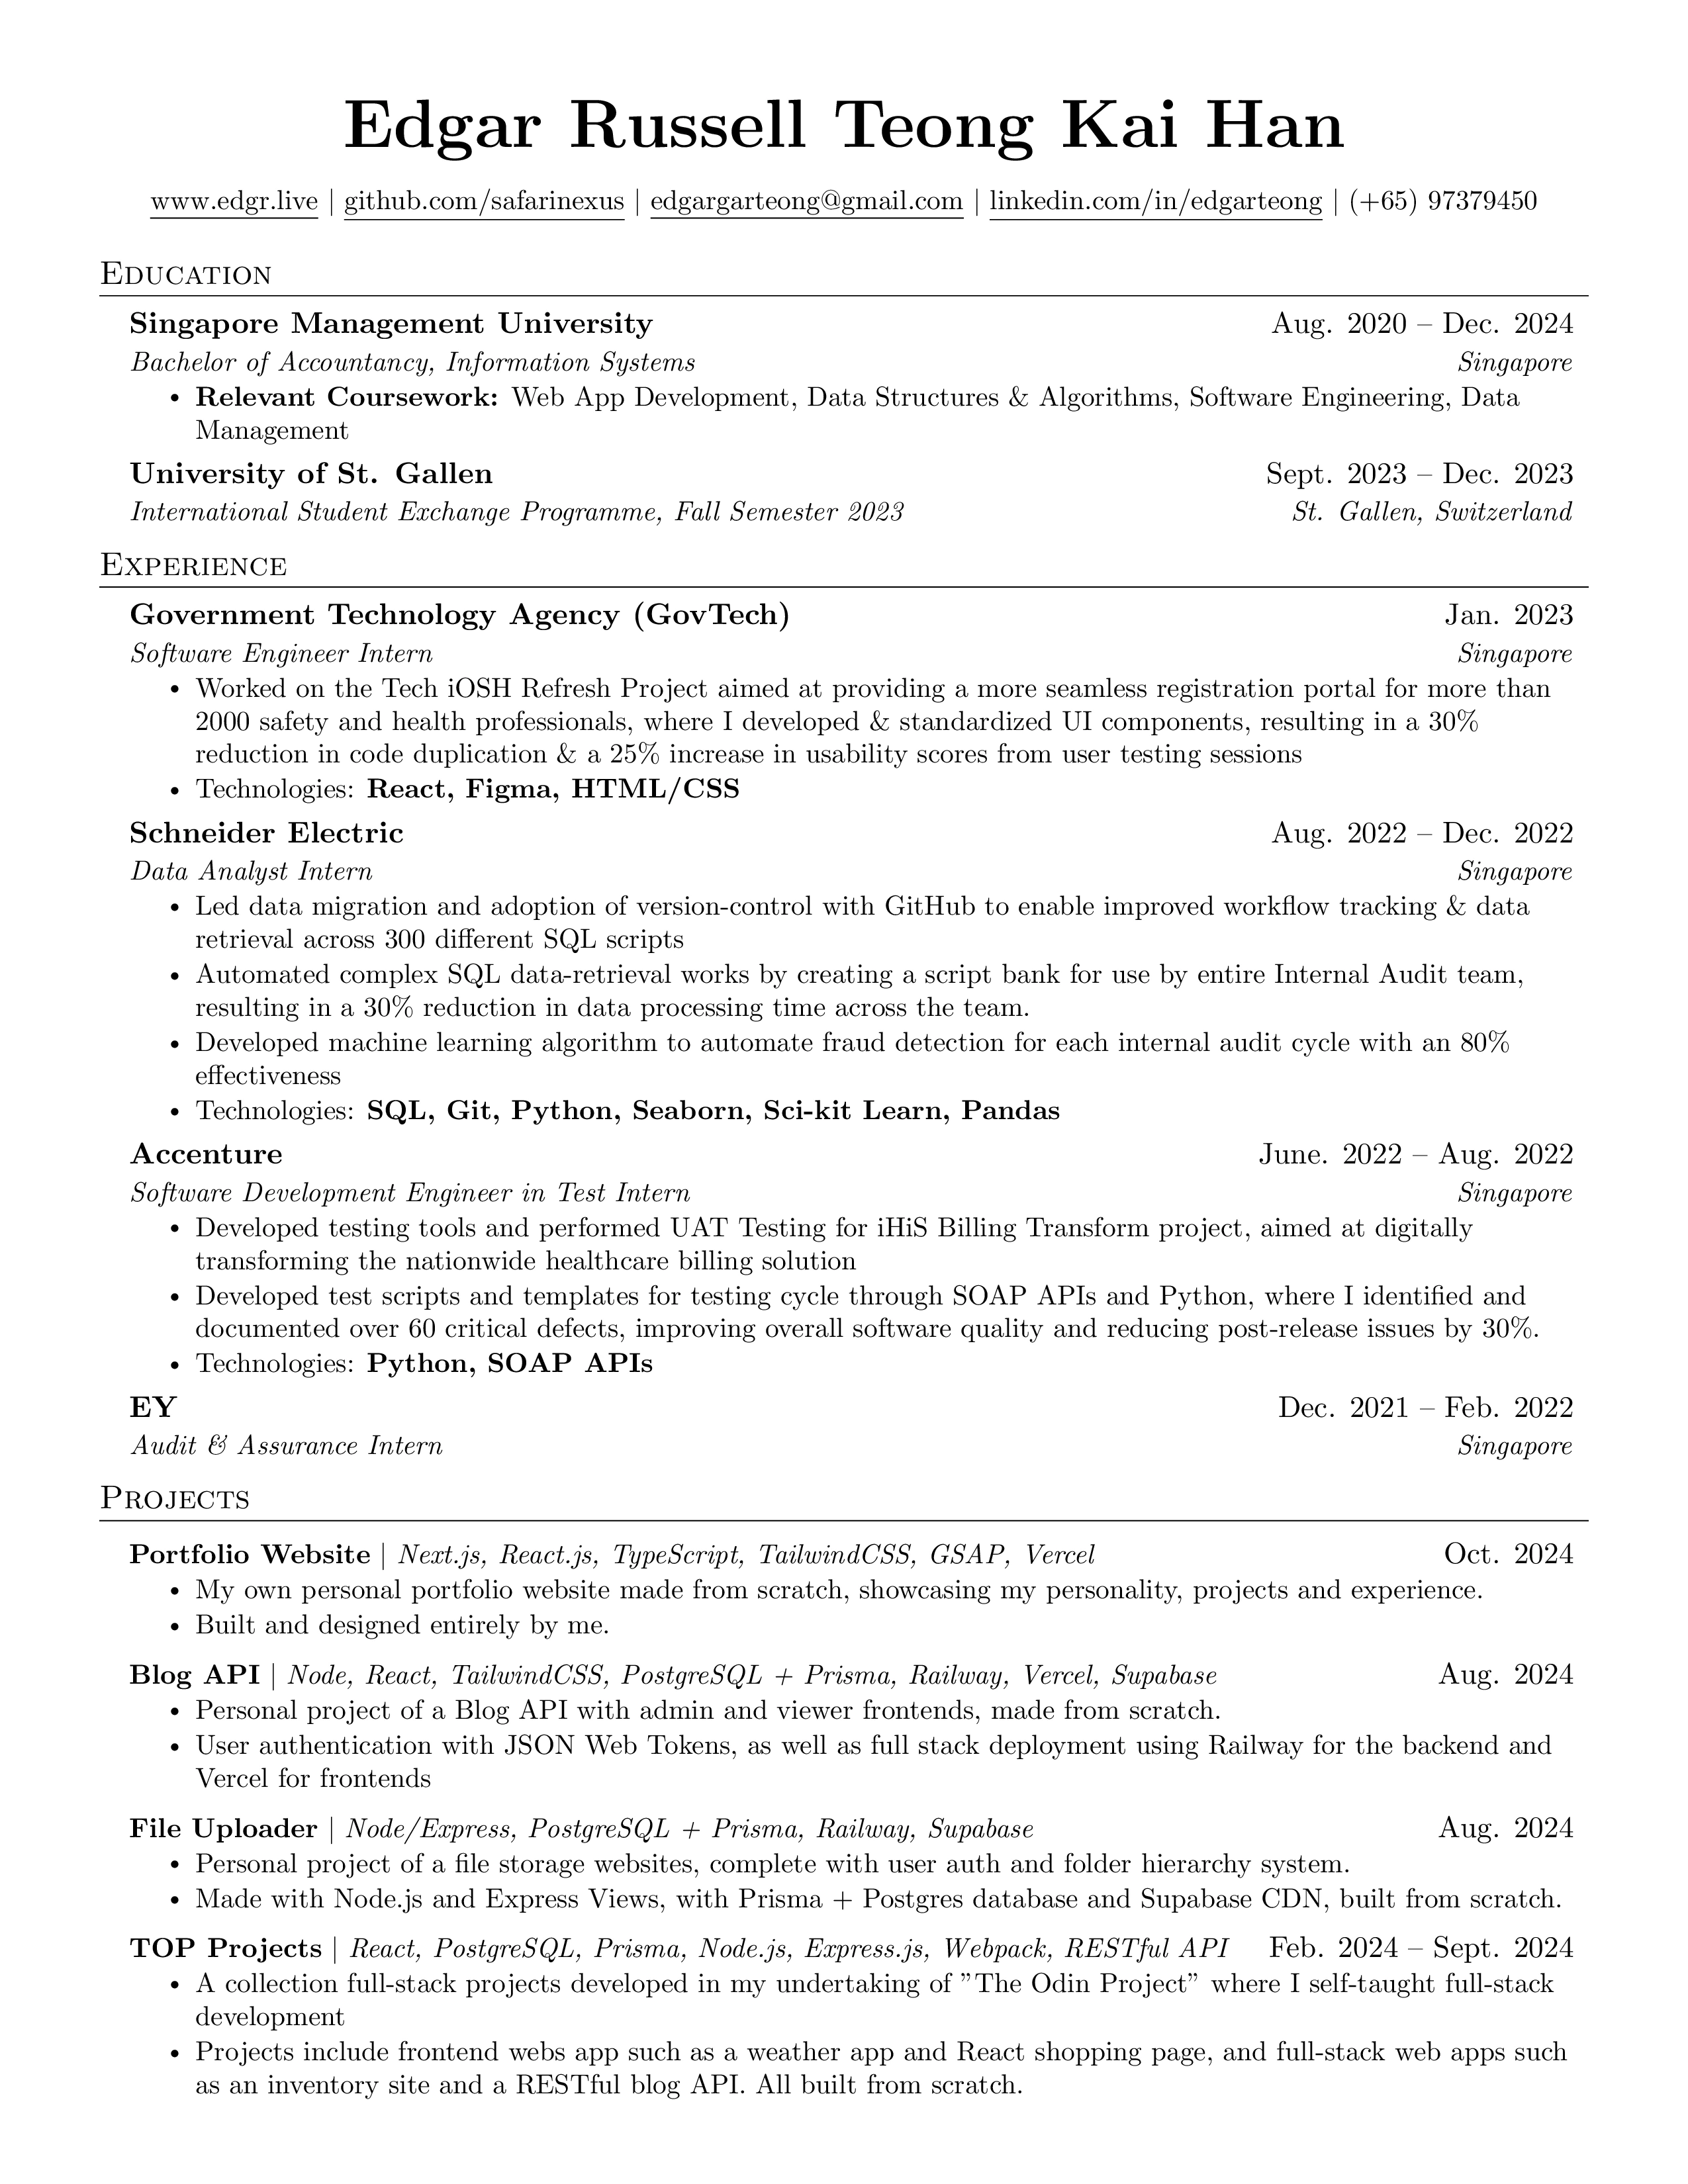 Edgar Russell Teong Kai Han
www.edgr.live | github.com/safarinexus | edgargarteong@gmail.com | linkedin.com/in/edgarteong | (+65) 97379450
Education
Singapore Management University Aug. 2020 – Dec. 2024
Bachelor of Accountancy, Information Systems Singapore
• Relevant Coursework: Web App Development, Data Structures & Algorithms, Software Engineering, Data
Management
University of St. Gallen Sept. 2023 – Dec. 2023
International Student Exchange Programme, Fall Semester 2023 St. Gallen, Switzerland
Experience
Government Technology Agency (GovTech) Jan. 2023
Software Engineer Intern Singapore
• Worked on the Tech iOSH Refresh Project aimed at providing a more seamless registration portal for more than
2000 safety and health professionals, where I developed & standardized UI components, resulting in a 30%
reduction in code duplication & a 25% increase in usability scores from user testing sessions
• Technologies: React, Figma, HTML/CSS
Schneider Electric Aug. 2022 – Dec. 2022
Data Analyst Intern Singapore
• Led data migration and adoption of version-control with GitHub to enable improved workflow tracking & data
retrieval across 300 different SQL scripts
• Automated complex SQL data-retrieval works by creating a script bank for use by entire Internal Audit team,
resulting in a 30% reduction in data processing time across the team.
• Developed machine learning algorithm to automate fraud detection for each internal audit cycle with an 80%
effectiveness
• Technologies: SQL, Git, Python, Seaborn, Sci-kit Learn, Pandas
Accenture June. 2022 – Aug. 2022
Software Development Engineer in Test Intern Singapore
• Developed testing tools and performed UAT Testing for iHiS Billing Transform project, aimed at digitally
transforming the nationwide healthcare billing solution
• Developed test scripts and templates for testing cycle through SOAP APIs and Python, where I identified and
documented over 60 critical defects, improving overall software quality and reducing post-release issues by 30%.
• Technologies: Python, SOAP APIs
EY Dec. 2021 – Feb. 2022
Audit & Assurance Intern Singapore
Projects
Portfolio Website | Next.js, React.js, TypeScript, TailwindCSS, GSAP, Vercel Oct. 2024
• My own personal portfolio website made from scratch, showcasing my personality, projects and experience.
• Built and designed entirely by me.
Blog API | Node, React, TailwindCSS, PostgreSQL + Prisma, Railway, Vercel, Supabase Aug. 2024
• Personal project of a Blog API with admin and viewer frontends, made from scratch.
• User authentication with JSON Web Tokens, as well as full stack deployment using Railway for the backend and
Vercel for frontends
File Uploader | Node/Express, PostgreSQL + Prisma, Railway, Supabase Aug. 2024
• Personal project of a file storage websites, complete with user auth and folder hierarchy system.
• Made with Node.js and Express Views, with Prisma + Postgres database and Supabase CDN, built from scratch.
TOP Projects | React, PostgreSQL, Prisma, Node.js, Express.js, Webpack, RESTful API Feb. 2024 – Sept. 2024
• A collection full-stack projects developed in my undertaking of ”The Odin Project” where I self-taught full-stack
development
• Projects include frontend webs app such as a weather app and React shopping page, and full-stack web apps such
as an inventory site and a RESTful blog API. All built from scratch.